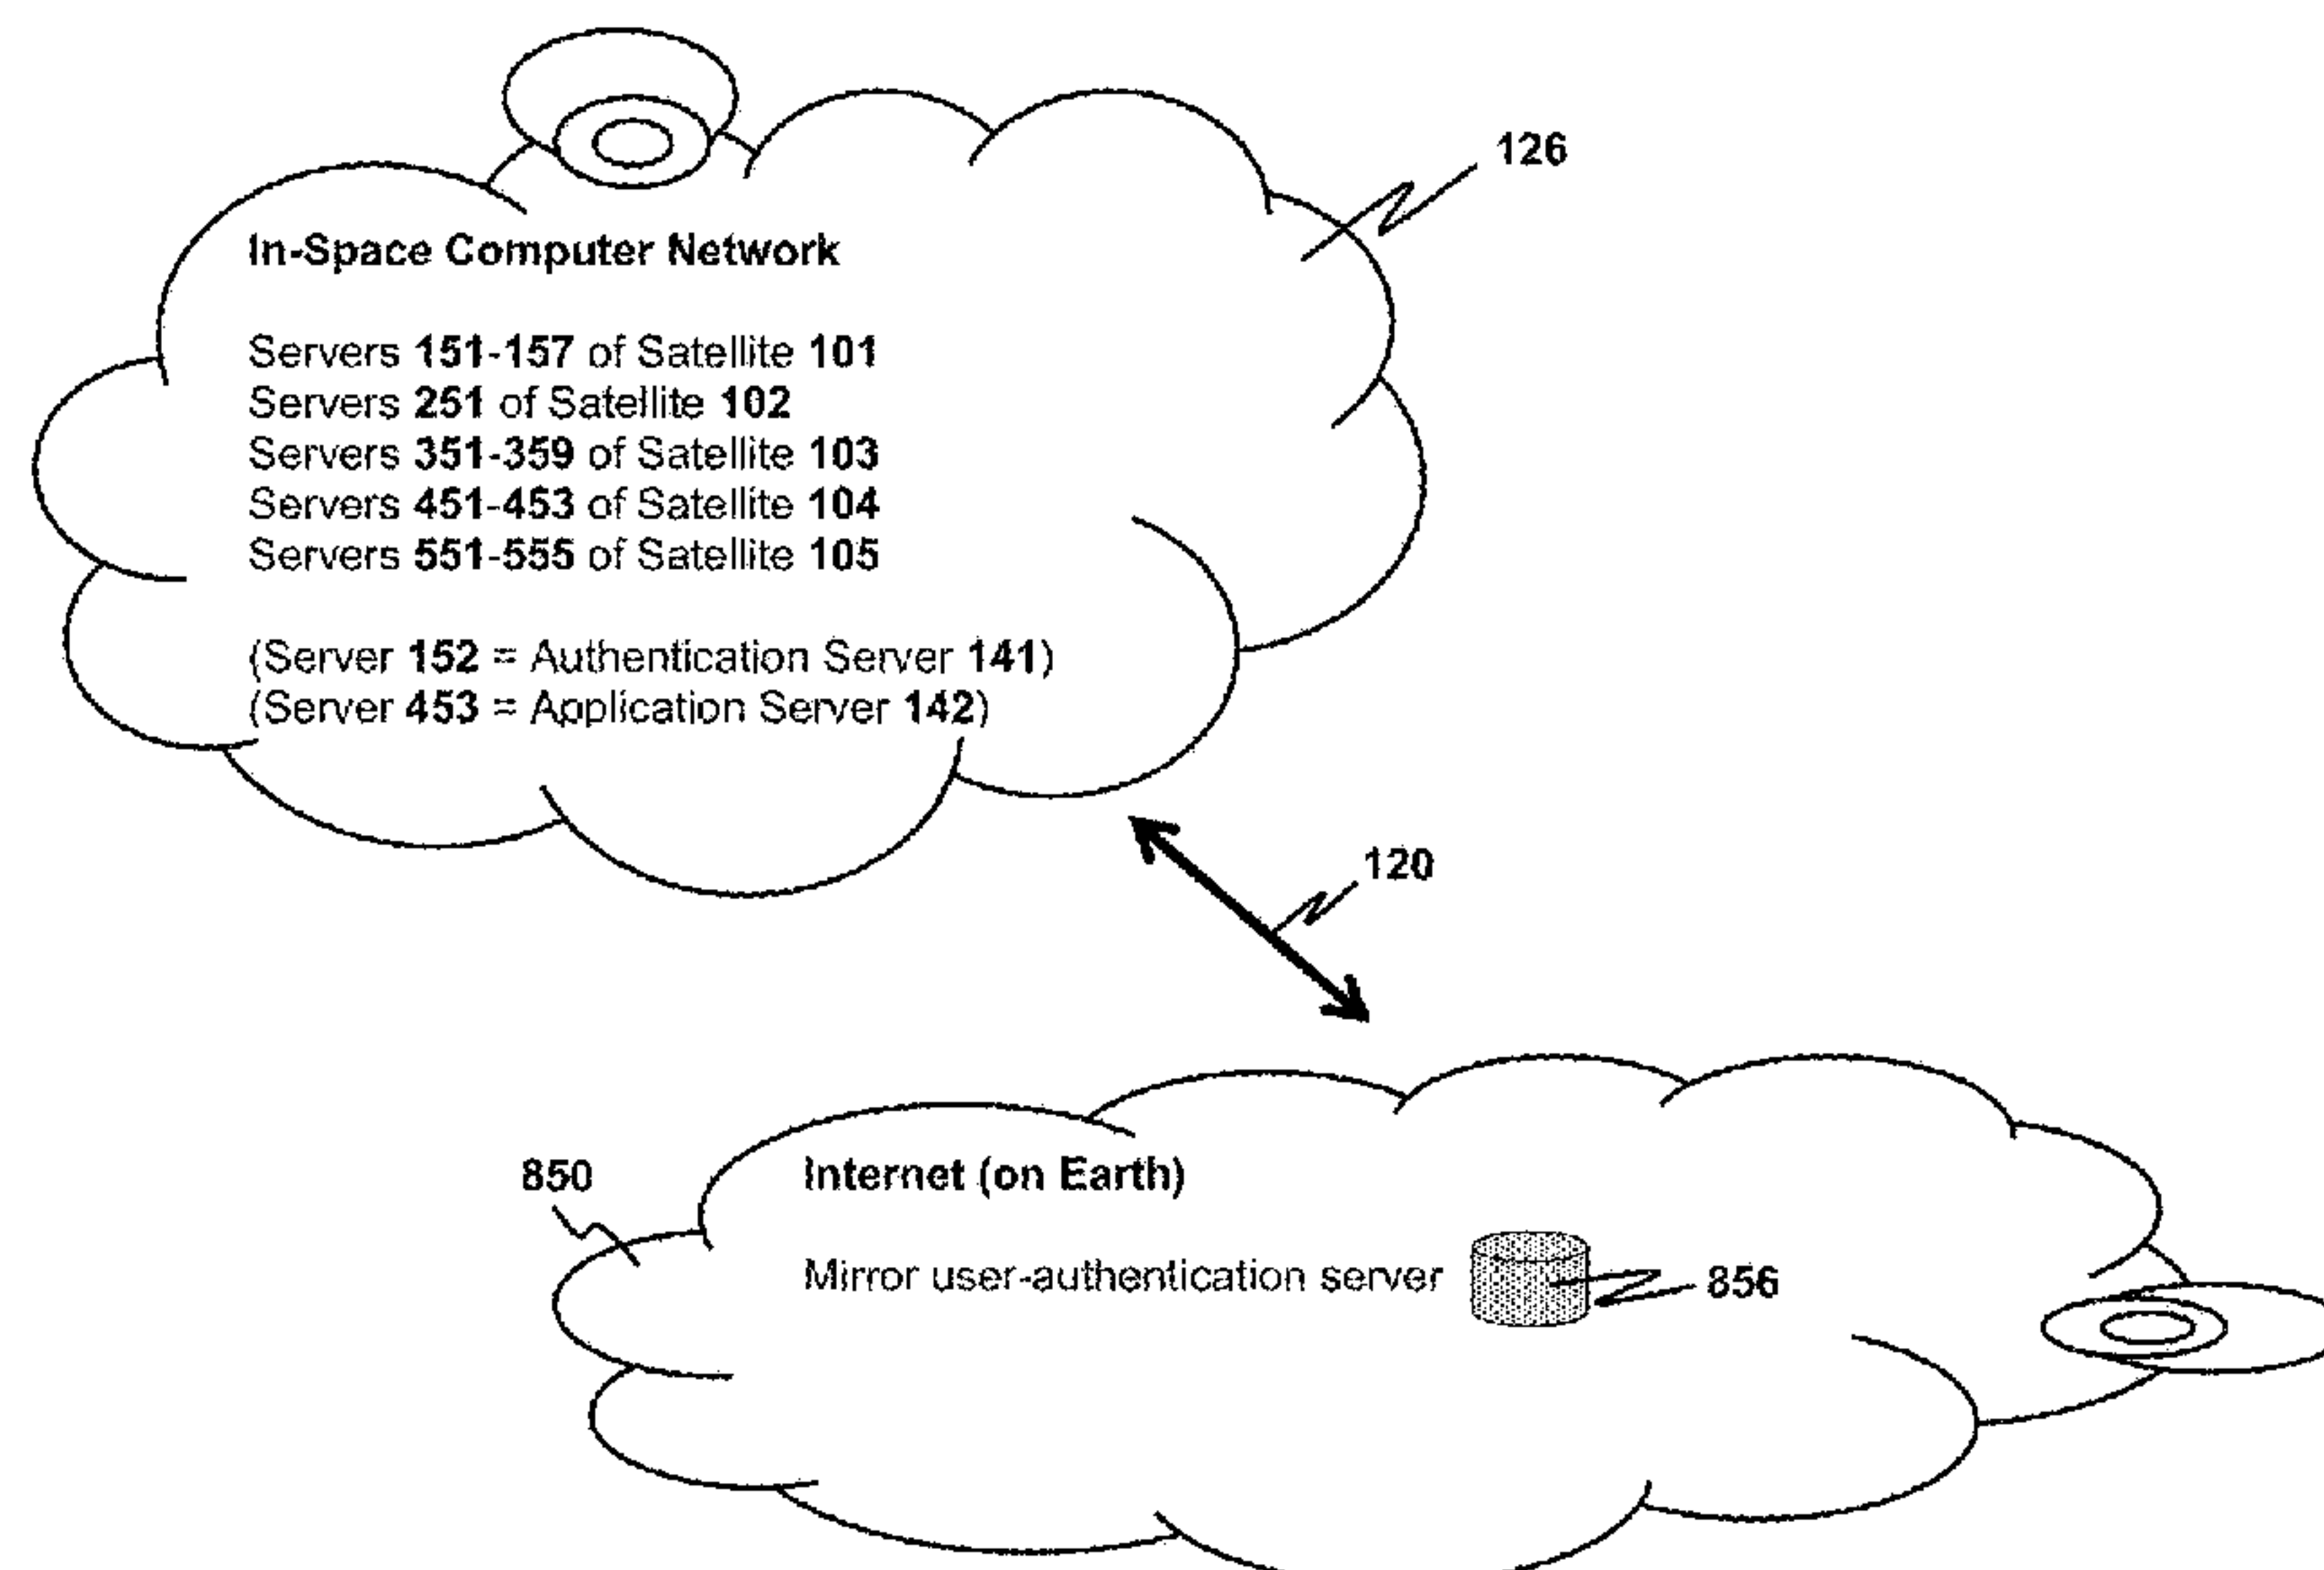 126
In-Space Computer Network
Servers 151-157 of Satellite 101
Servers 251 of Satellite 102
Servers 351-359 of Satellite 103
Servers 451-453 of Satellite 104
Servers 551-555 of Satellite 105
(Server 152 = Authentication Server 141)
(Server 453 = Application Server 142)
120
850
Internet (on Earth)
Mirror user-authentication server
856